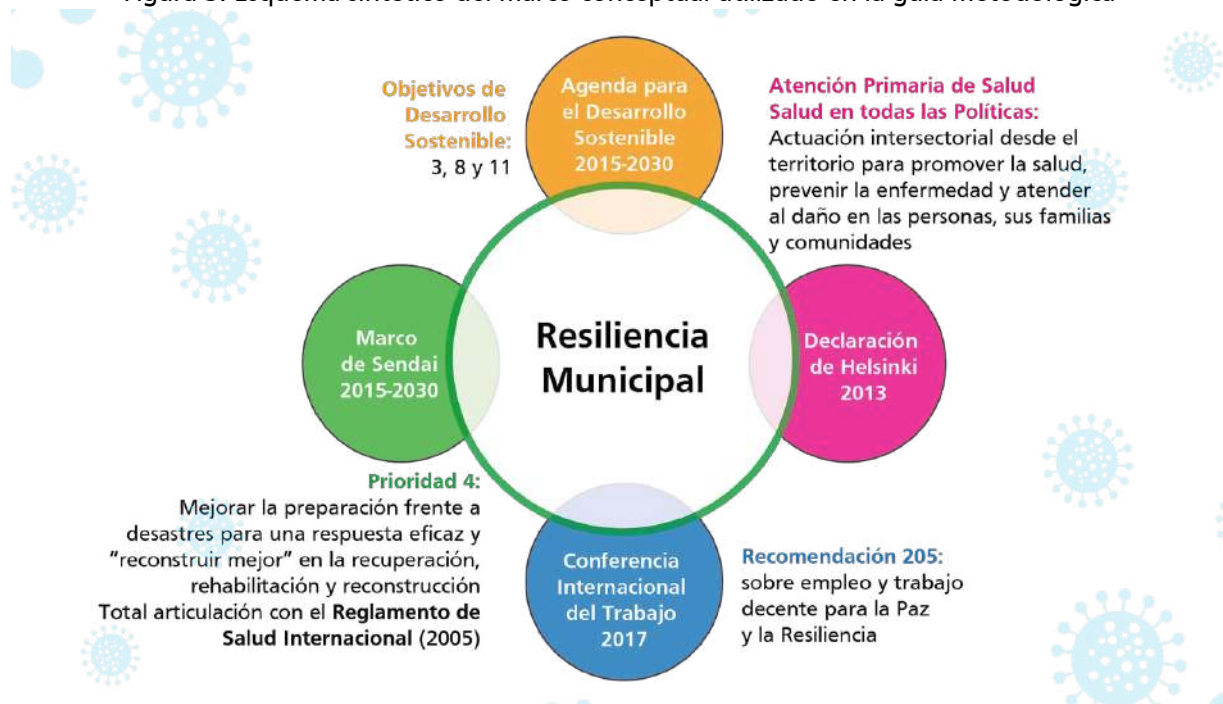 Objetivos de
Desarrollo
Sostenible:
3, 8 y 11
Agenda para
el Desarrollo
Sostenible
2015-2030
Atención Primaria de Salud
Salud en todas las Políticas:
Actuación intersectorial desde el
territorio para promover la salud,
prevenir la enfermedad y atender
al daño en las personas, sus familias
y comunidades
Marco
de Sendai
2015-2030
Resiliencia
Municipal
Declaración
de Helsinki
2013
Prioridad 4:
Mejorar la preparación frente a
desastres para una respuesta eficaz y
"reconstruir mejor" en la recuperación,
rehabilitación y reconstrucción
Total articulación con el Reglamento de
Salud Internacional (2005)
Conferencia
Internacional
del Trabajo
2017
Recomendación 205:
sobre empleo y trabajo
decente para la Paz
y la Resiliencia